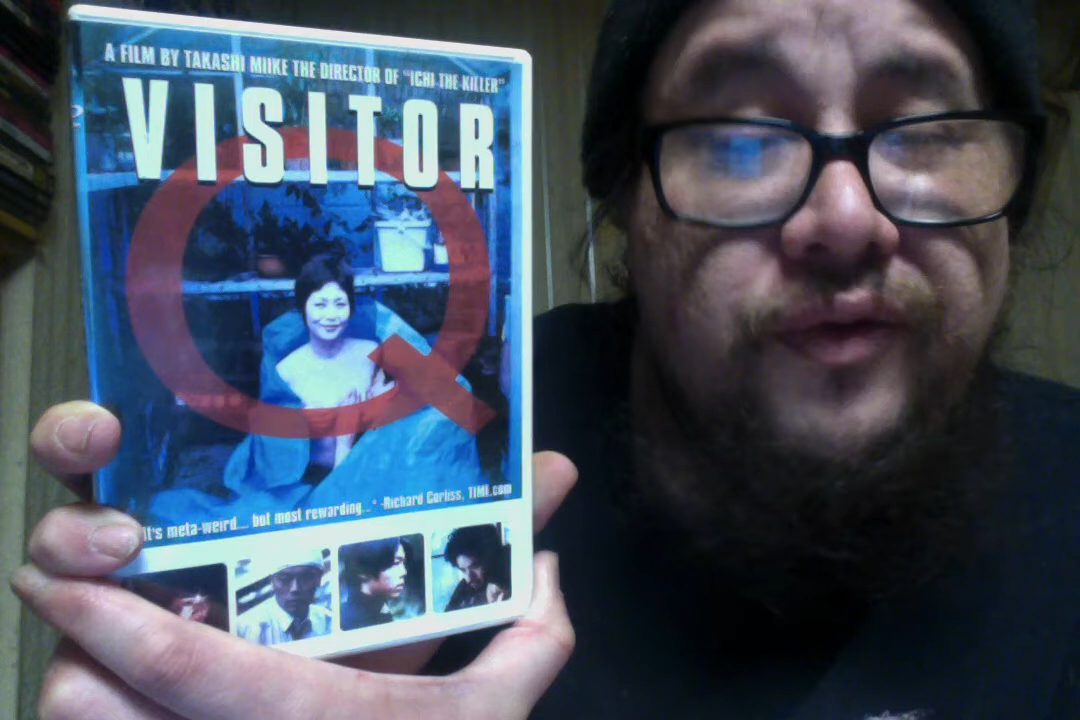 A FILM BY TAKASHI MIIKE THE DIRECTOR OF "ICHI THE KILLER"
VISITOR
Q
"It's meta-weird.... but most rewarding..." -Richard Corliss, TIME.com